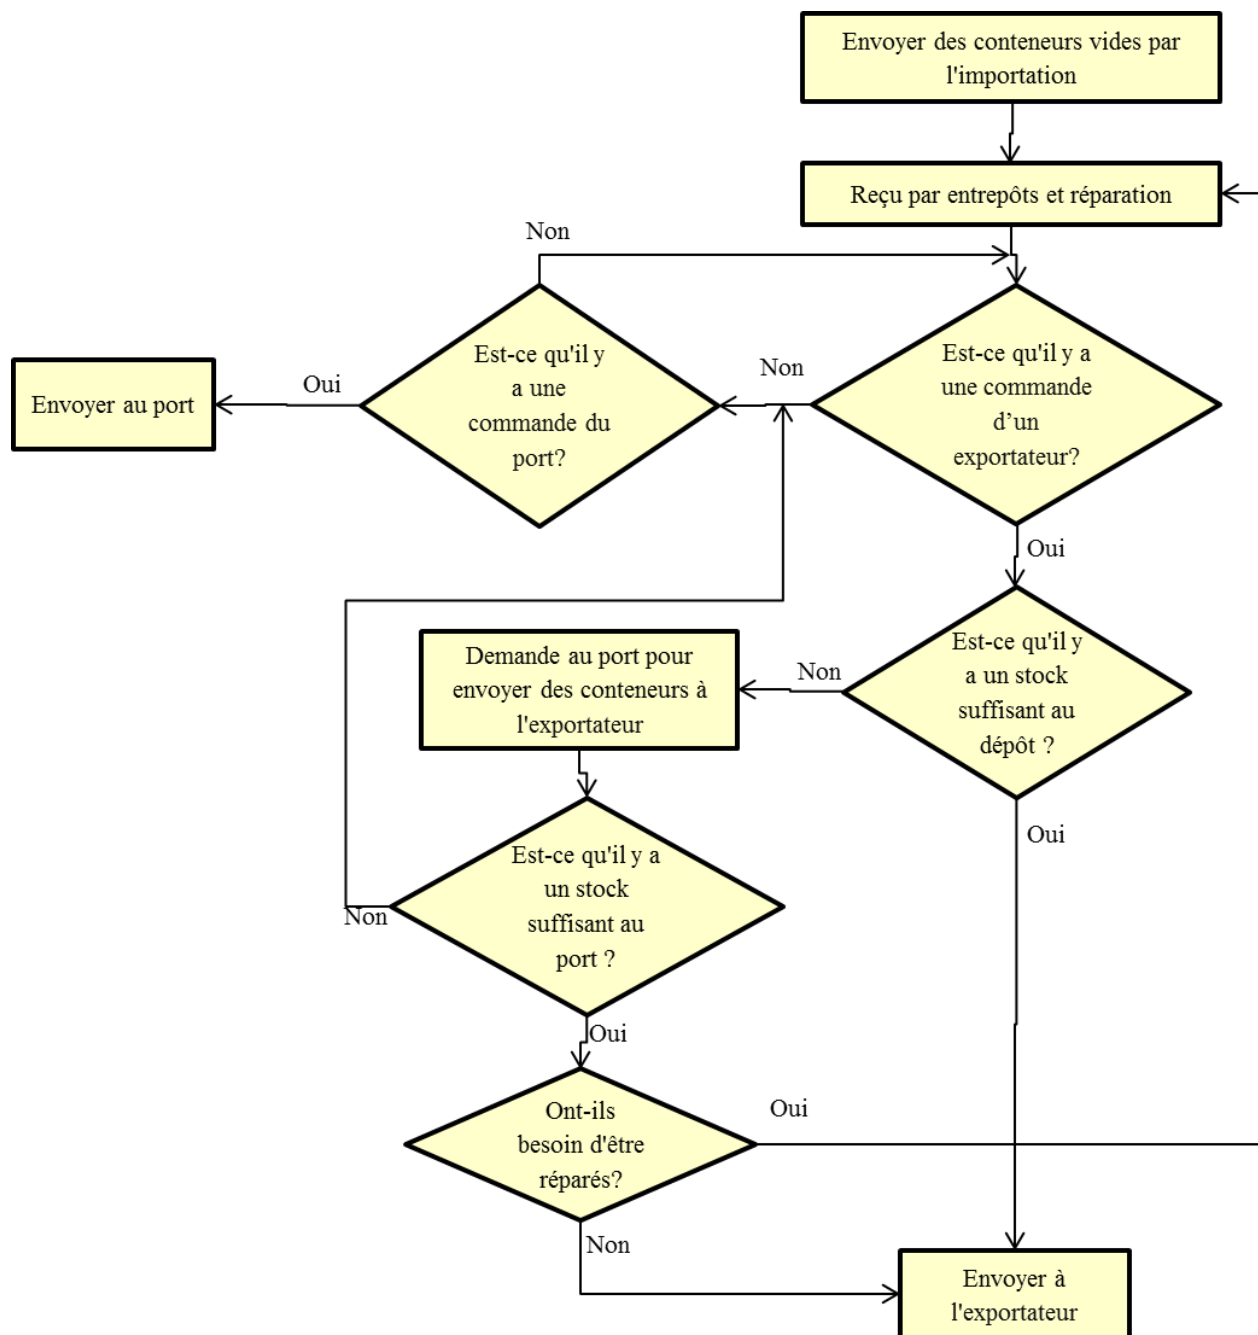 Envoyer des conteneurs vides par
l'importation
Reçu par entrepôts et réparation
Non
Est-ce qu'il y
a une
commande du
port?
Non
Est-ce qu'il y a
une commande
d’un
exportateur?
Oui
Envoyer au port
Oui
Est-ce qu'il y
a un stock
suffisant au
dépôt ?
Non
Demande au port pour
envoyer des conteneurs à
l'exportateur
Oui
Est-ce qu'il y a
un stock
suffisant au
port ?
Non
Oui
Ont-ils
besoin d'être
réparés?
Oui
Non
Envoyer à
l'exportateur